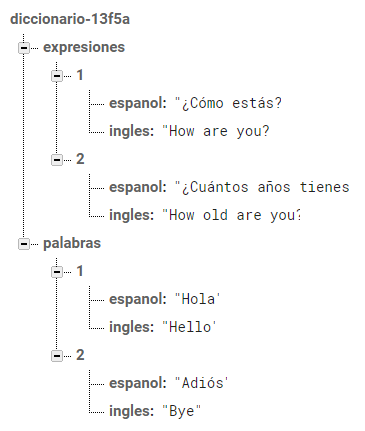 diccionario-13f5a
expresiones
1
espanol: "¿Cómo estás?
ingles: "How are you?
2
espanol: "¿Cuántos años tienes
ingles: "How old are you?
palabras
1
espanol: "Hola'
ingles: "Hello'
2
espanol: "Adiós'
ingles: "Bye"